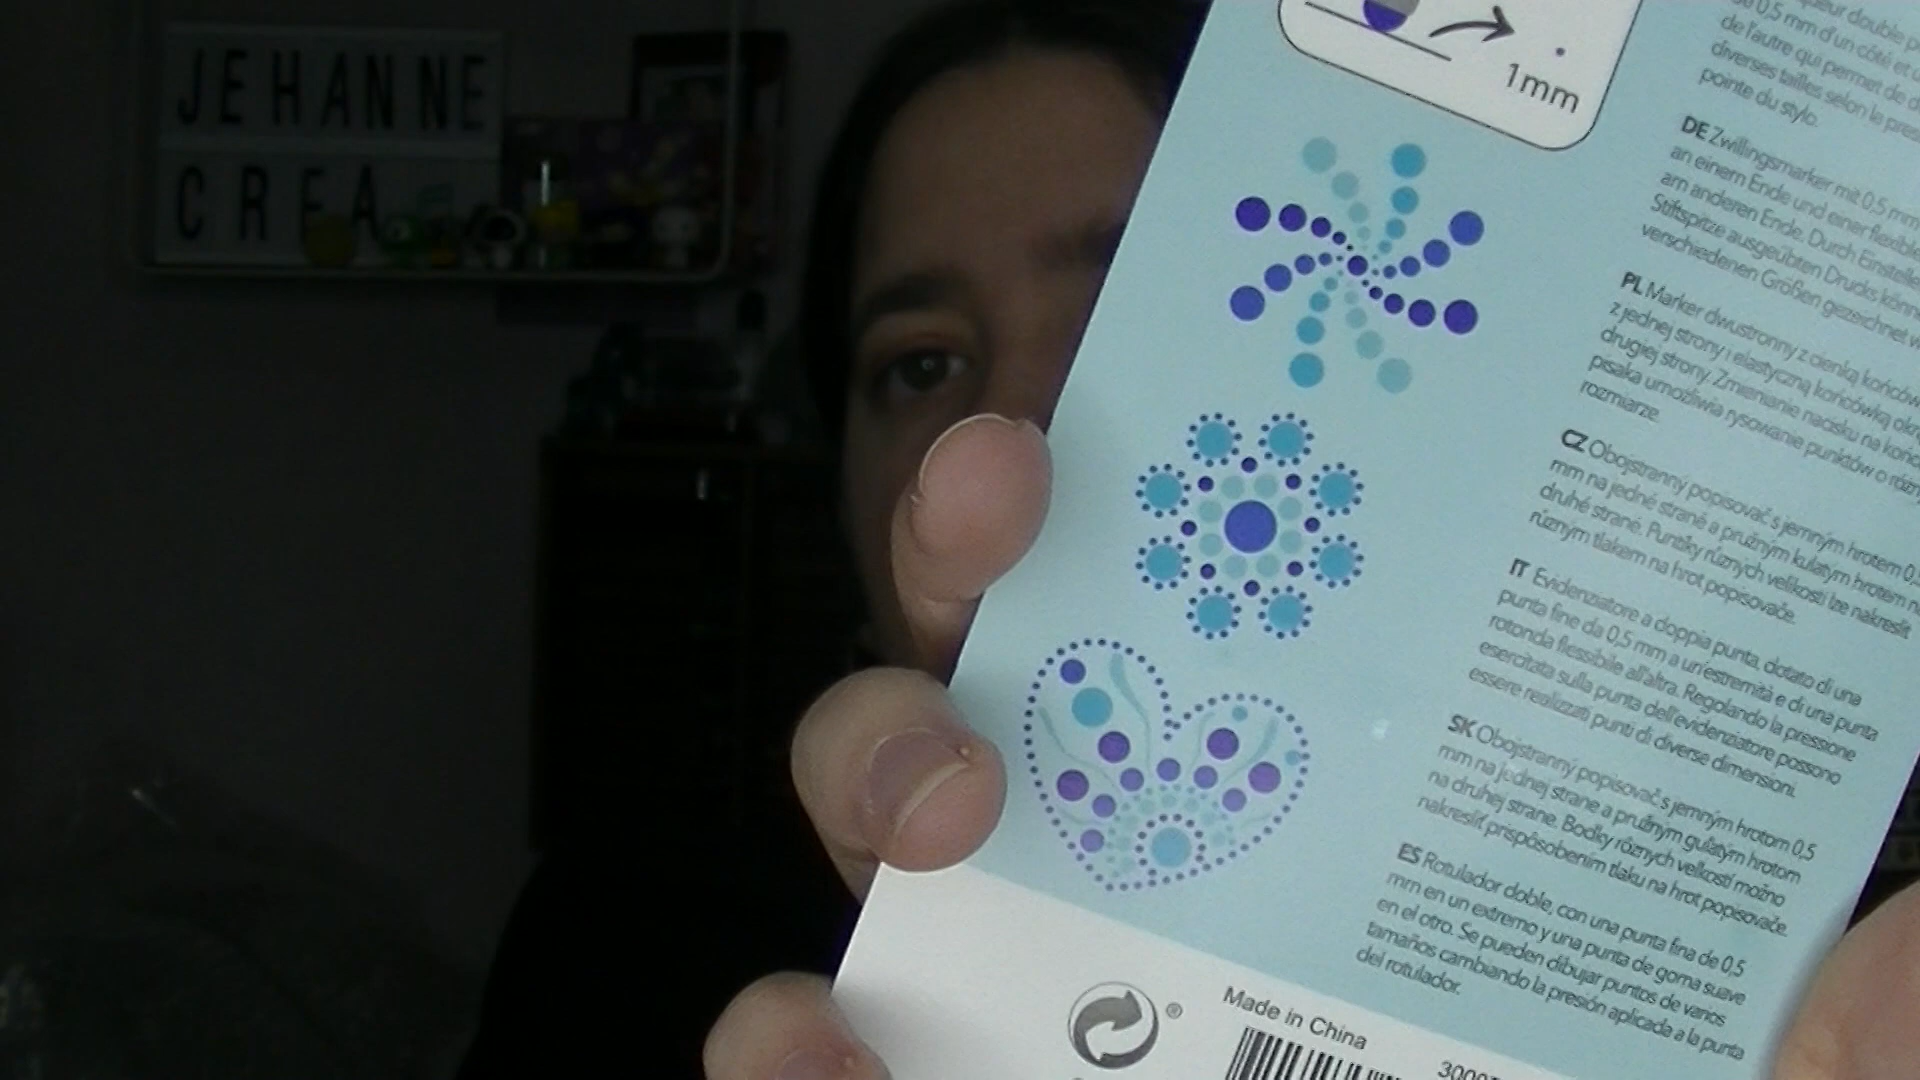 JEHANNE
CREA
1mm
de 0,5 mm d'un côté et
de l'autre qui permet de
diverses tailles selon la
pointe du stylo.
DE Zwillingsmarker mit 0,5 mm
an einem Ende und einer
am anderen Ende. Durch
Stiftspitze ausgeübten Drucks
verschiedenen Größen gezeichnet
PL Marker dwustronny z cienką
z jednej strony i elastyczną końcówką
drugiej strony. Zmienianie nacisku na
pisaka umożliwia rysowanie punktów o
rozmiarze.
CZ Obojstranný popisovač s jemným hrotem
mm na jedné straně a pružným kulatým hrotem
druhé straně. Puntíky různých velikostí lze nakreslit
různým tlakem na hrot popisovače.
IT Evidenziatore a doppia punta, dotato di una
punta fine da 0,5 mm a un'estremità e di una punta
rotonda flessibile all'altra. Regolando la pressione
esercitata sulla punta dell'evidenziatore possono
essere realizzati punti di diverse dimensioni.
SK Obojstranný popisovač s jemným hrotom 0,5
mm na jednej strane a pružným guľatým hrotom
na druhej strane. Bodky rôznych veľkostí možno
nakresliť prispôsobením tlaku na hrot popisovače.
ES Rotulador doble, con una punta fina de 0,5
mm en un extremo y una punta de goma suave
en el otro. Se pueden dibujar puntos de varios
tamaños cambiando la presión aplicada a la punta
del rotulador.
®
Made in China